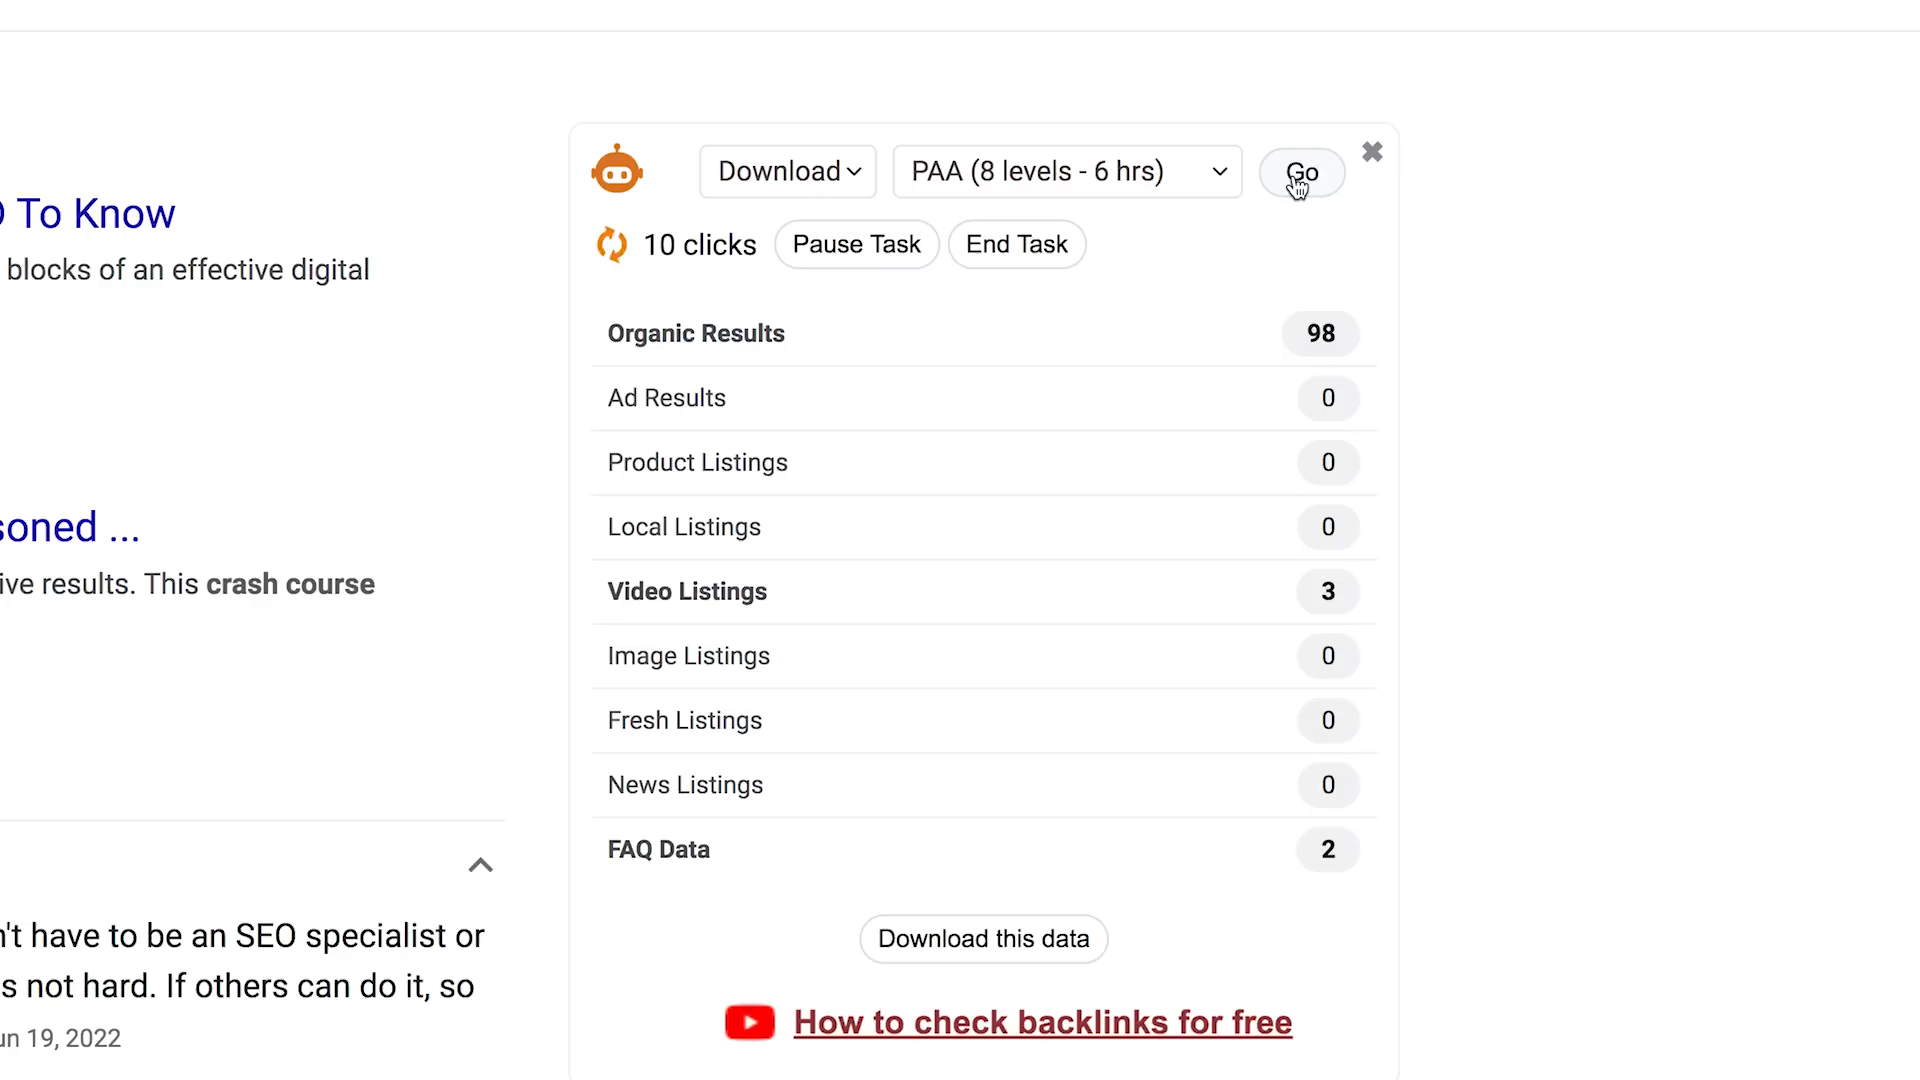 To Know
blocks of an effective digital
soned ...
ive results. This crash course
n't have to be an SEO specialist or
s not hard. If others can do it, so
un 19, 2022
Download
PAA (8 levels - 6 hrs)
Go
10 clicks
Pause Task
End Task
Organic Results 98
Ad Results 0
Product Listings 0
Local Listings 0
Video Listings 3
Image Listings 0
Fresh Listings 0
News Listings 0
FAQ Data 2
Download this data
How to check backlinks for free